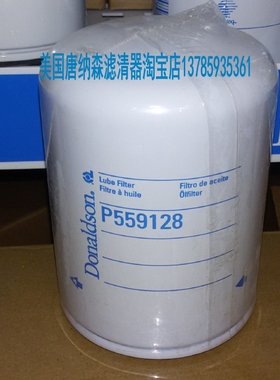 美国唐纳森滤清器淘宝店13785935361
Donaldson
Lube Filter
Filtre à huile
Filtro de aceite
Ölfilter
P559128